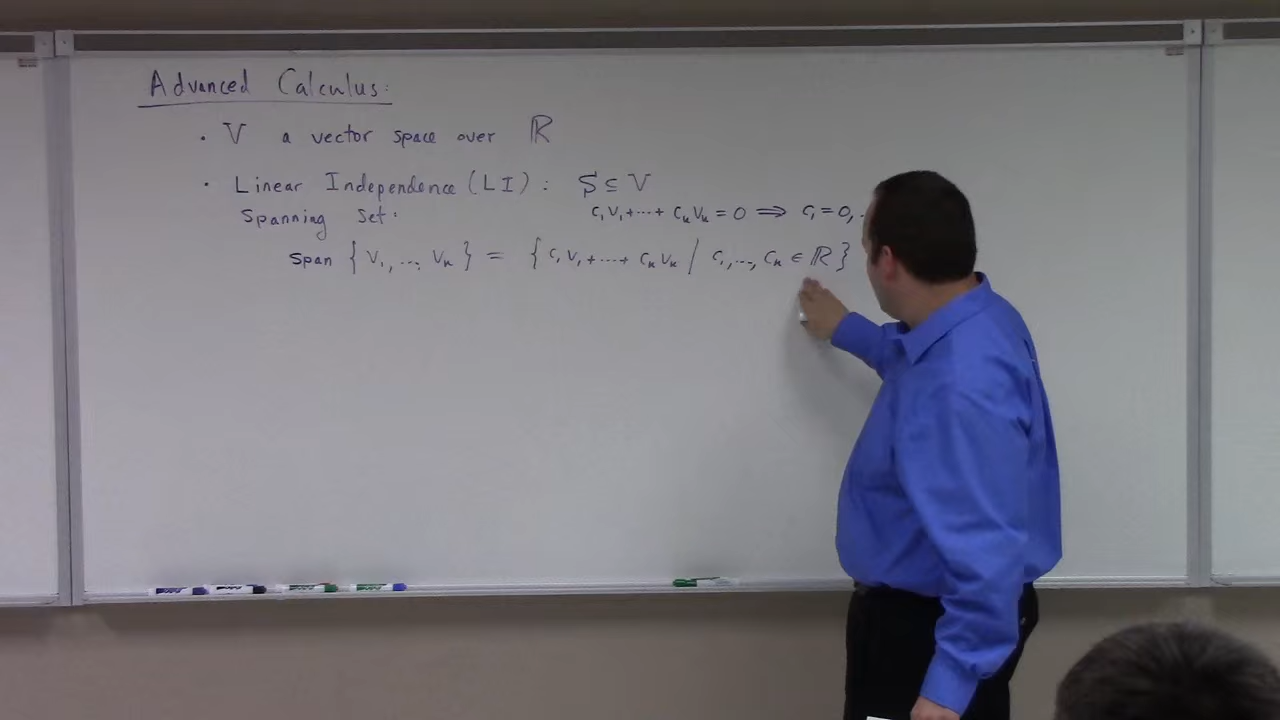 Advanced Calculus:
• V a vector space over ℝ
• Linear Independence (LI): S ⊆ V
c₁v₁ + ⋯ + cₖvₖ = 0 ⟹ c₁ = 0, .
Spanning Set:
span {v₁, ..., vₖ} = {c₁v₁ + ⋯ + cₖvₖ / c₁, ..., cₖ ∈ ℝ}